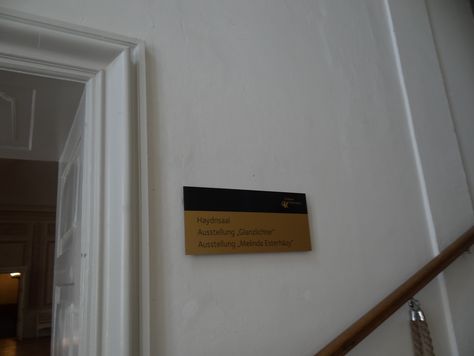 Haydnsaal
Ausstellung „Glanzlichter“
Ausstellung „Melinda Esterházy“